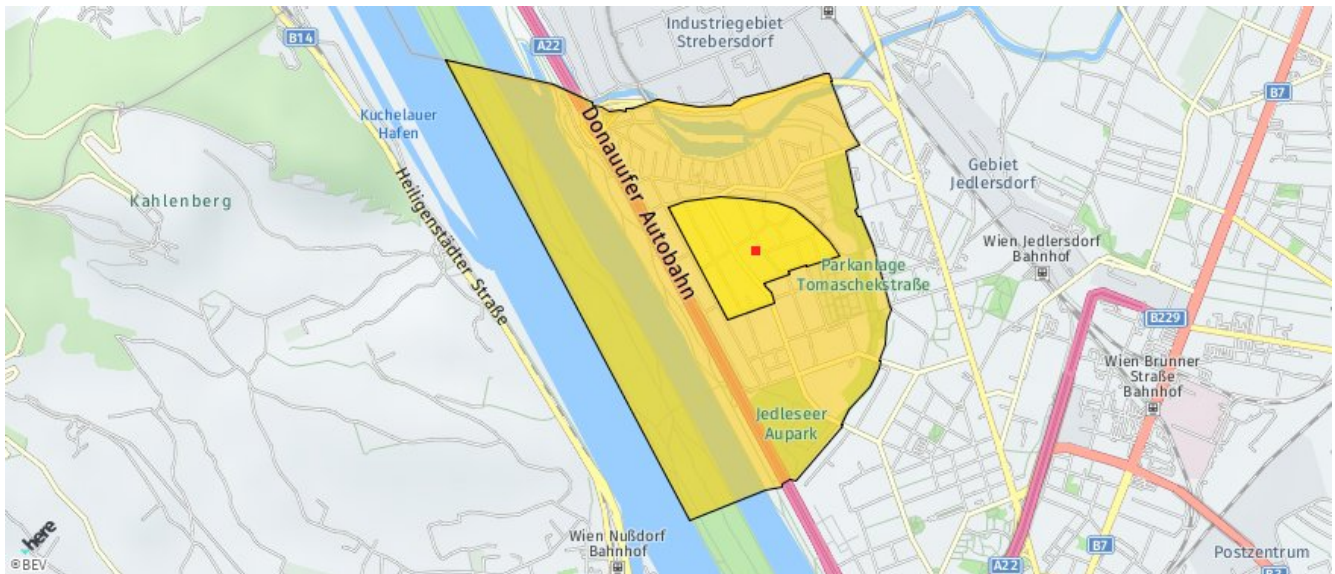 Industriegebiet
Strebersdorf
B14
A22
B7
Kuchelauer
Hafen
Donauufer Autobahn
Gebiet
Jedlersdorf
Kahlenberg
Heiligenstädter Straße
Wien Jedlersdorf
Bahnhof
Parkanlage
Tomaschekstraße
B229
Wien Brünner
Straße
Bahnhof
Jedleseer
Aupark
here
© BEV
Wien Nußdorf
Bahnhof
A22
B7
Postzentrum
B3